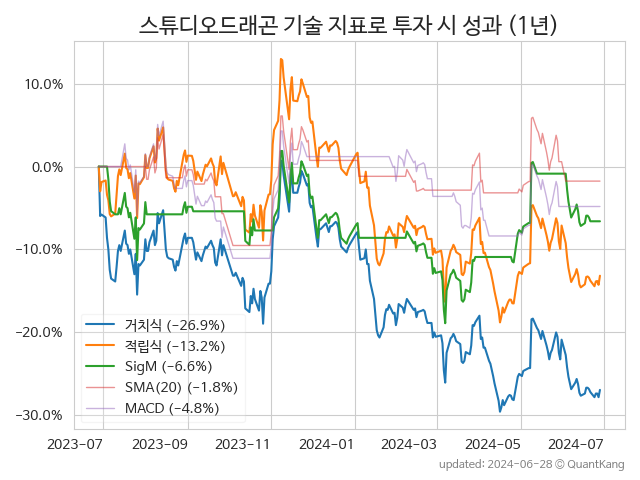 스튜디오드래곤 기술 지표로 투자 시 성과 (1년)
10.0%
0.0%
−10.0%
−20.0%
−30.0%
거치식 (−26.9%)
적립식 (−13.2%)
SigM (−6.6%)
SMA(20) (−1.8%)
MACD (−4.8%)
2023-07 2023-09 2023-11 2024-01 2024-03 2024-05 2024-07
updated: 2024-06-28 © QuantKang